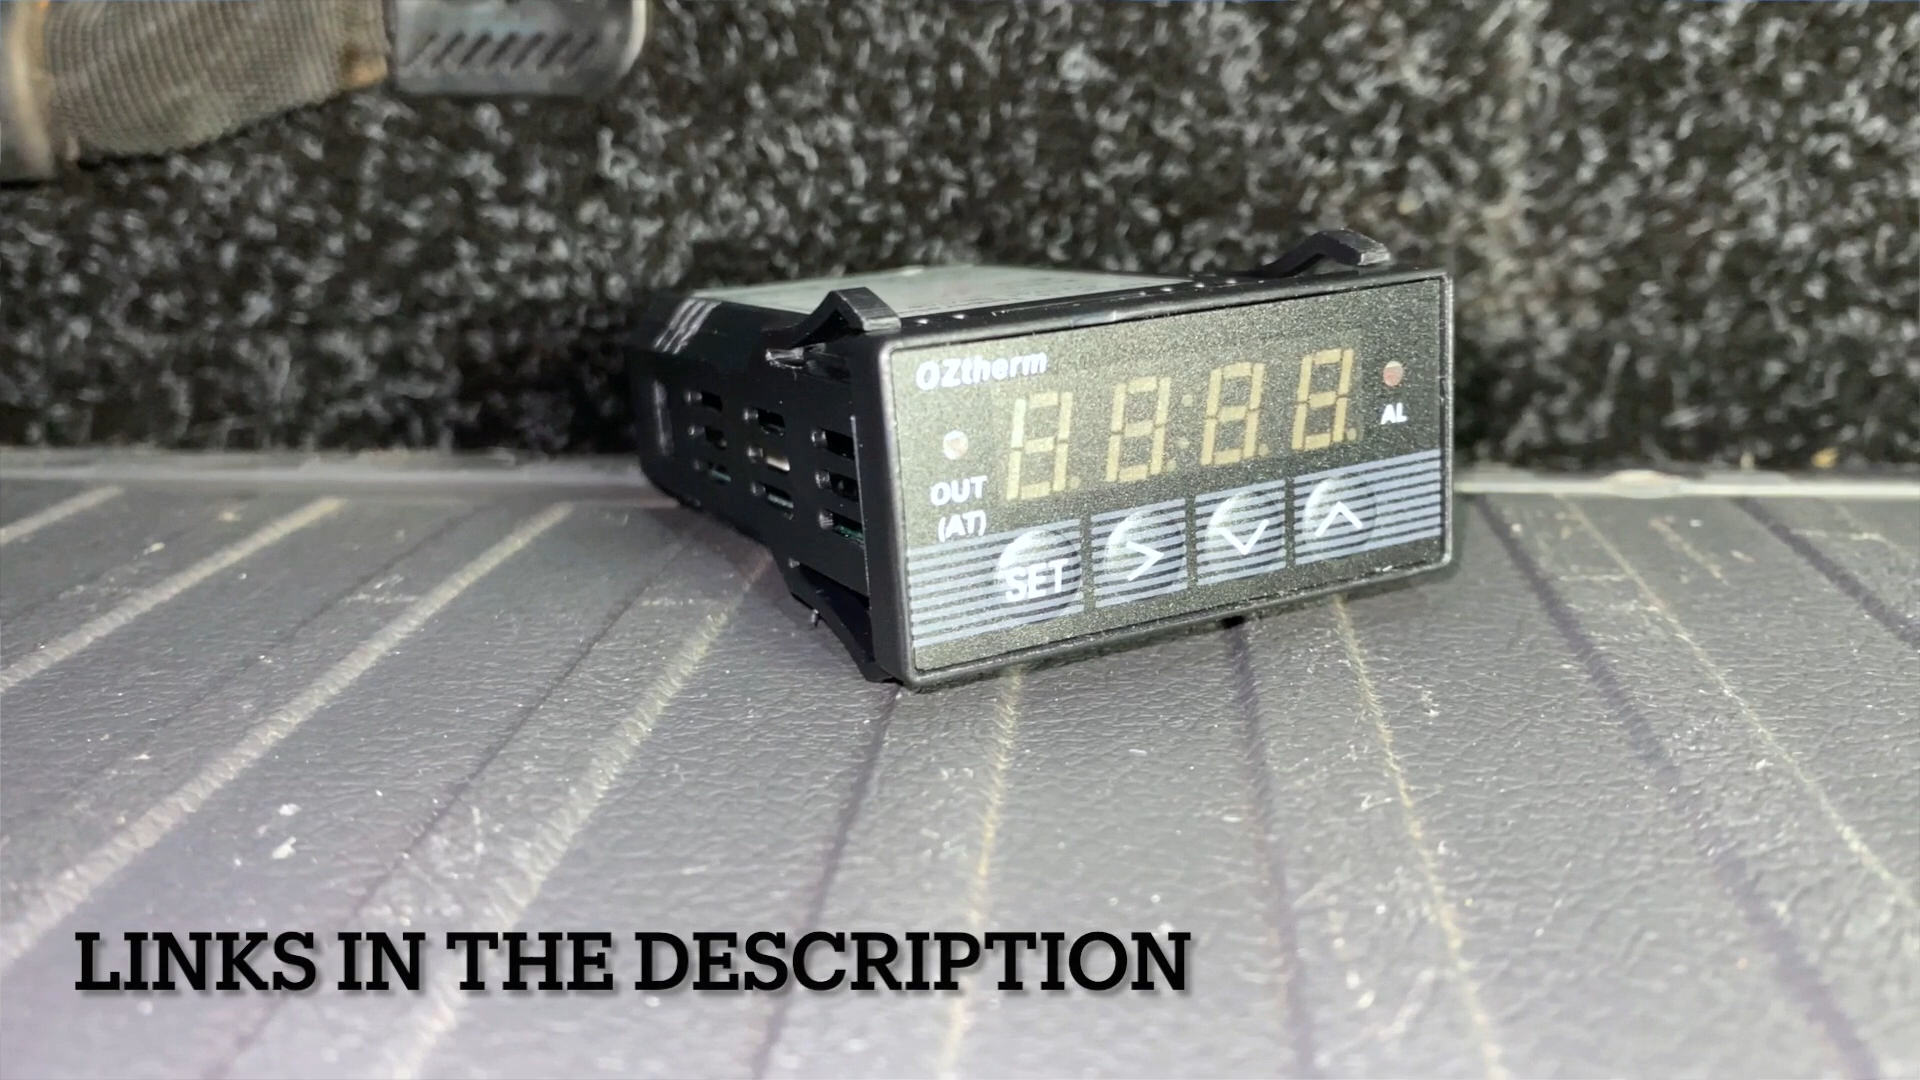 OZtherm
OUT
(AT)
AL
SET
LINKS IN THE DESCRIPTION